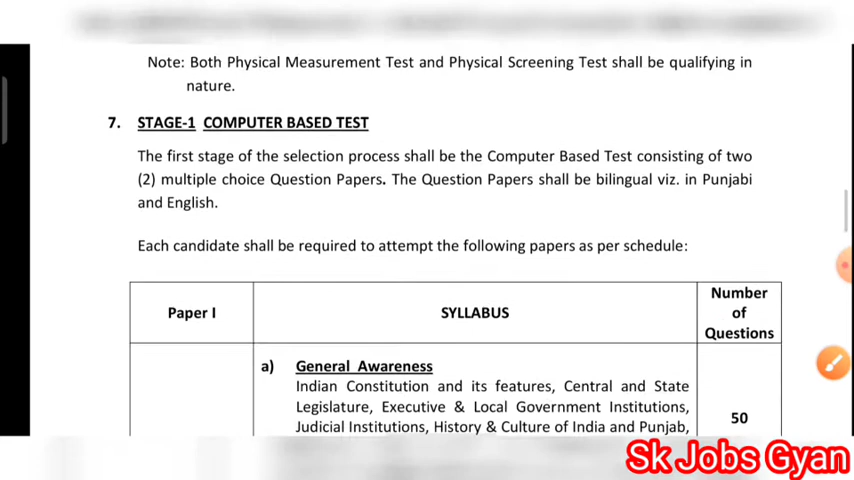 Note: Both Physical Measurement Test and Physical Screening Test shall be qualifying in
nature.
7. STAGE-1 COMPUTER BASED TEST
The first stage of the selection process shall be the Computer Based Test consisting of two
(2) multiple choice Question Papers. The Question Papers shall be bilingual viz. in Punjabi
and English.
Each candidate shall be required to attempt the following papers as per schedule:
Paper I
SYLLABUS
Number
of
Questions
a) General Awareness
Indian Constitution and its features, Central and State
Legislature, Executive & Local Government Institutions,
Judicial Institutions, History & Culture of India and Punjab,
50
Sk Jobs Gyan